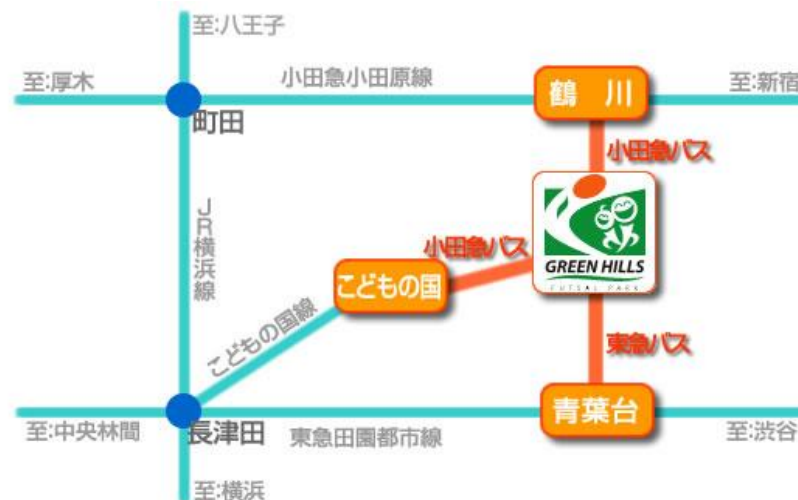 至:八王子
至:厚木
小田急小田原線
鶴 川
至:新宿
町田
小田急バス
JR横浜線
小田急バス
GREEN HILLS
FUTSAL PARK
こどもの国
こどもの国線
東急バス
青葉台
至:中央林間
長津田
東急田園都市線
至:渋谷
至:横浜